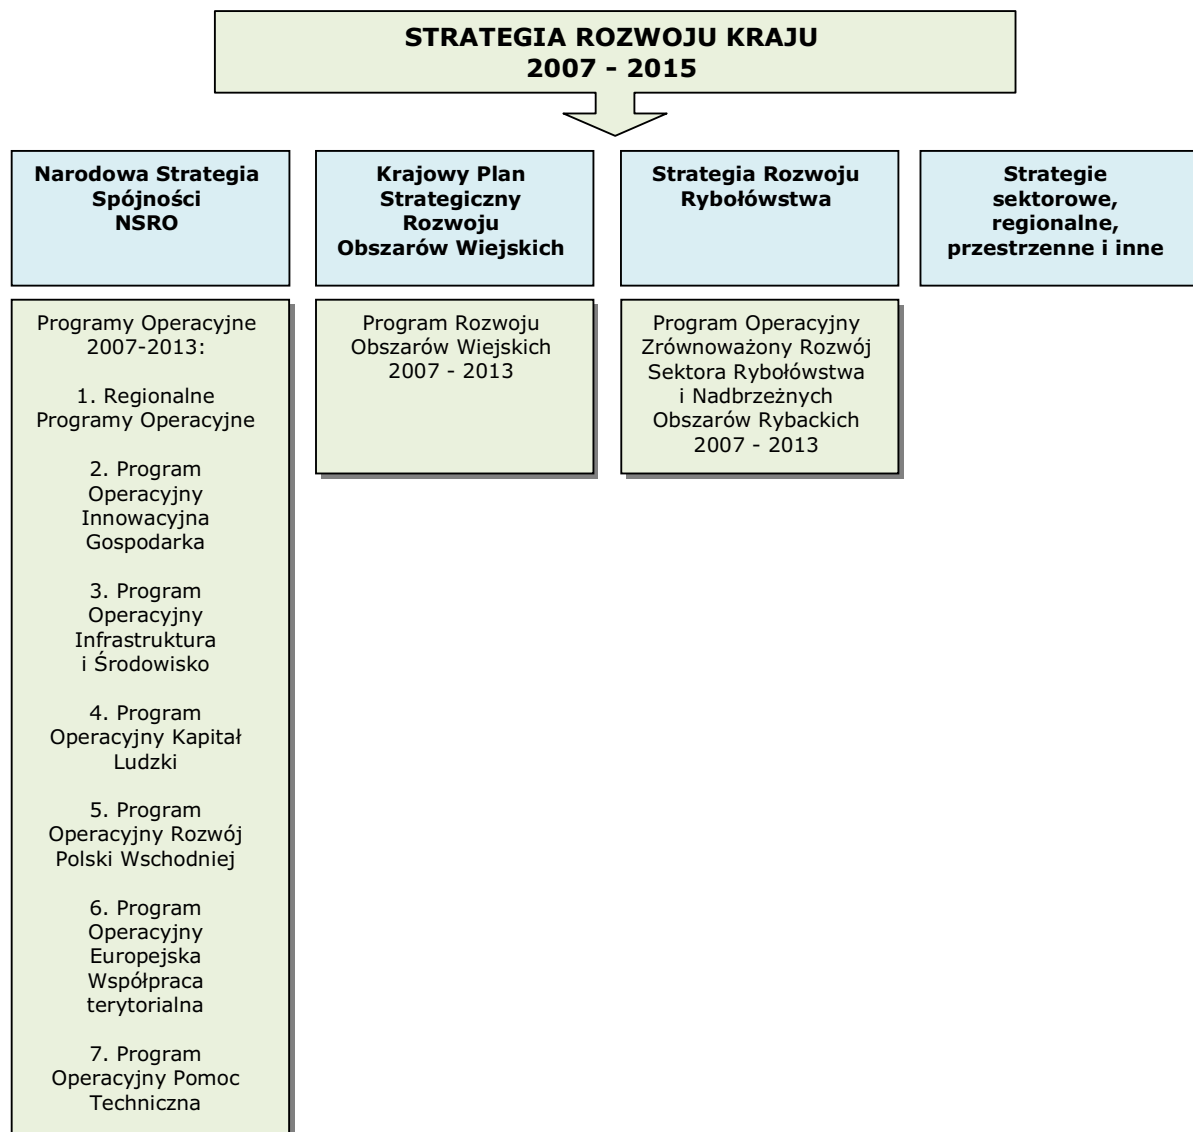 STRATEGIA ROZWOJU KRAJU
2007 - 2015
Narodowa Strategia
Spójności
NSRO
Krajowy Plan
Strategiczny
Rozwoju
Obszarów Wiejskich
Strategia Rozwoju
Rybołówstwa
Strategie
sektorowe,
regionalne,
przestrzenne i inne
Programy Operacyjne
2007-2013:
1. Regionalne
Programy Operacyjne
2. Program
Operacyjny
Innowacyjna
Gospodarka
3. Program
Operacyjny
Infrastruktura
i Środowisko
4. Program
Operacyjny Kapitał
Ludzki
5. Program
Operacyjny Rozwój
Polski Wschodniej
6. Program
Operacyjny
Europejska
Współpraca
terytorialna
7. Program
Operacyjny Pomoc
Techniczna
Program Rozwoju
Obszarów Wiejskich
2007 - 2013
Program Operacyjny
Zrównoważony Rozwój
Sektora Rybołówstwa
i Nadbrzeżnych
Obszarów Rybackich
2007 - 2013